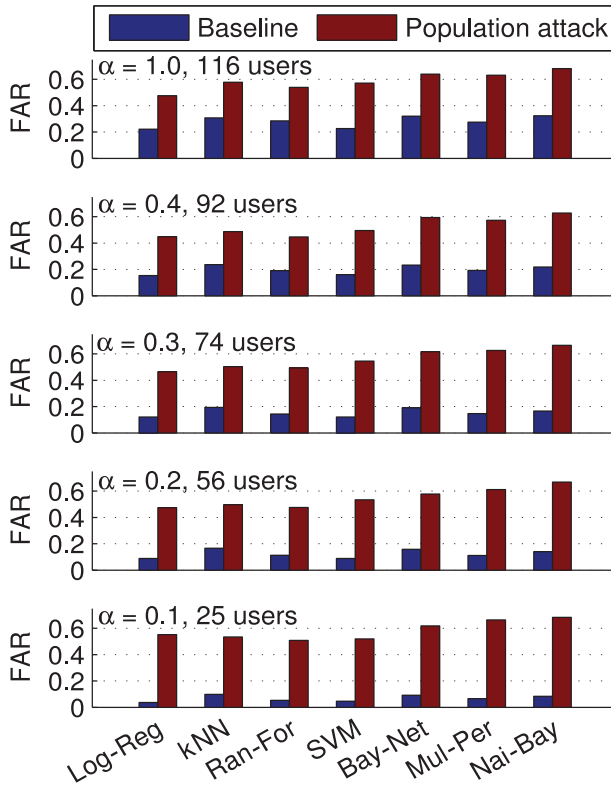 Baseline Population attack
α = 1.0, 116 users
FAR
0.6
0.4
0.2
0
α = 0.4, 92 users
FAR
0.6
0.4
0.2
0
α = 0.3, 74 users
FAR
0.6
0.4
0.2
0
α = 0.2, 56 users
FAR
0.6
0.4
0.2
0
α = 0.1, 25 users
FAR
0.6
0.4
0.2
0
Log-Reg kNN Ran-For SVM Bay-Net Mul-Per Nai-Bay